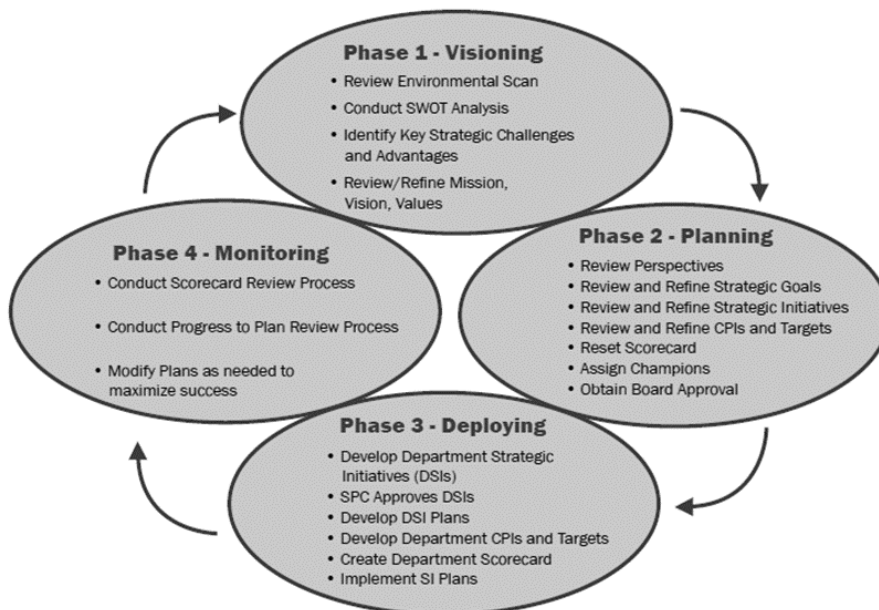 Phase 1 - Visioning
• Review Environmental Scan
• Conduct SWOT Analysis
• Identify Key Strategic Challenges
and Advantages
• Review/Refine Mission,
Vision, Values
Phase 2 - Planning
• Review Perspectives
• Review and Refine Strategic Goals
• Review and Refine Strategic Initiatives
• Review and Refine CPIs and Targets
• Reset Scorecard
• Assign Champions
• Obtain Board Approval
Phase 3 - Deploying
• Develop Department Strategic
Initiatives (DSIs)
• SPC Approves DSIs
• Develop DSI Plans
• Develop Department CPIs and Targets
• Create Department Scorecard
• Implement SI Plans
Phase 4 - Monitoring
• Conduct Scorecard Review Process
• Conduct Progress to Plan Review Process
• Modify Plans as needed to
maximize success